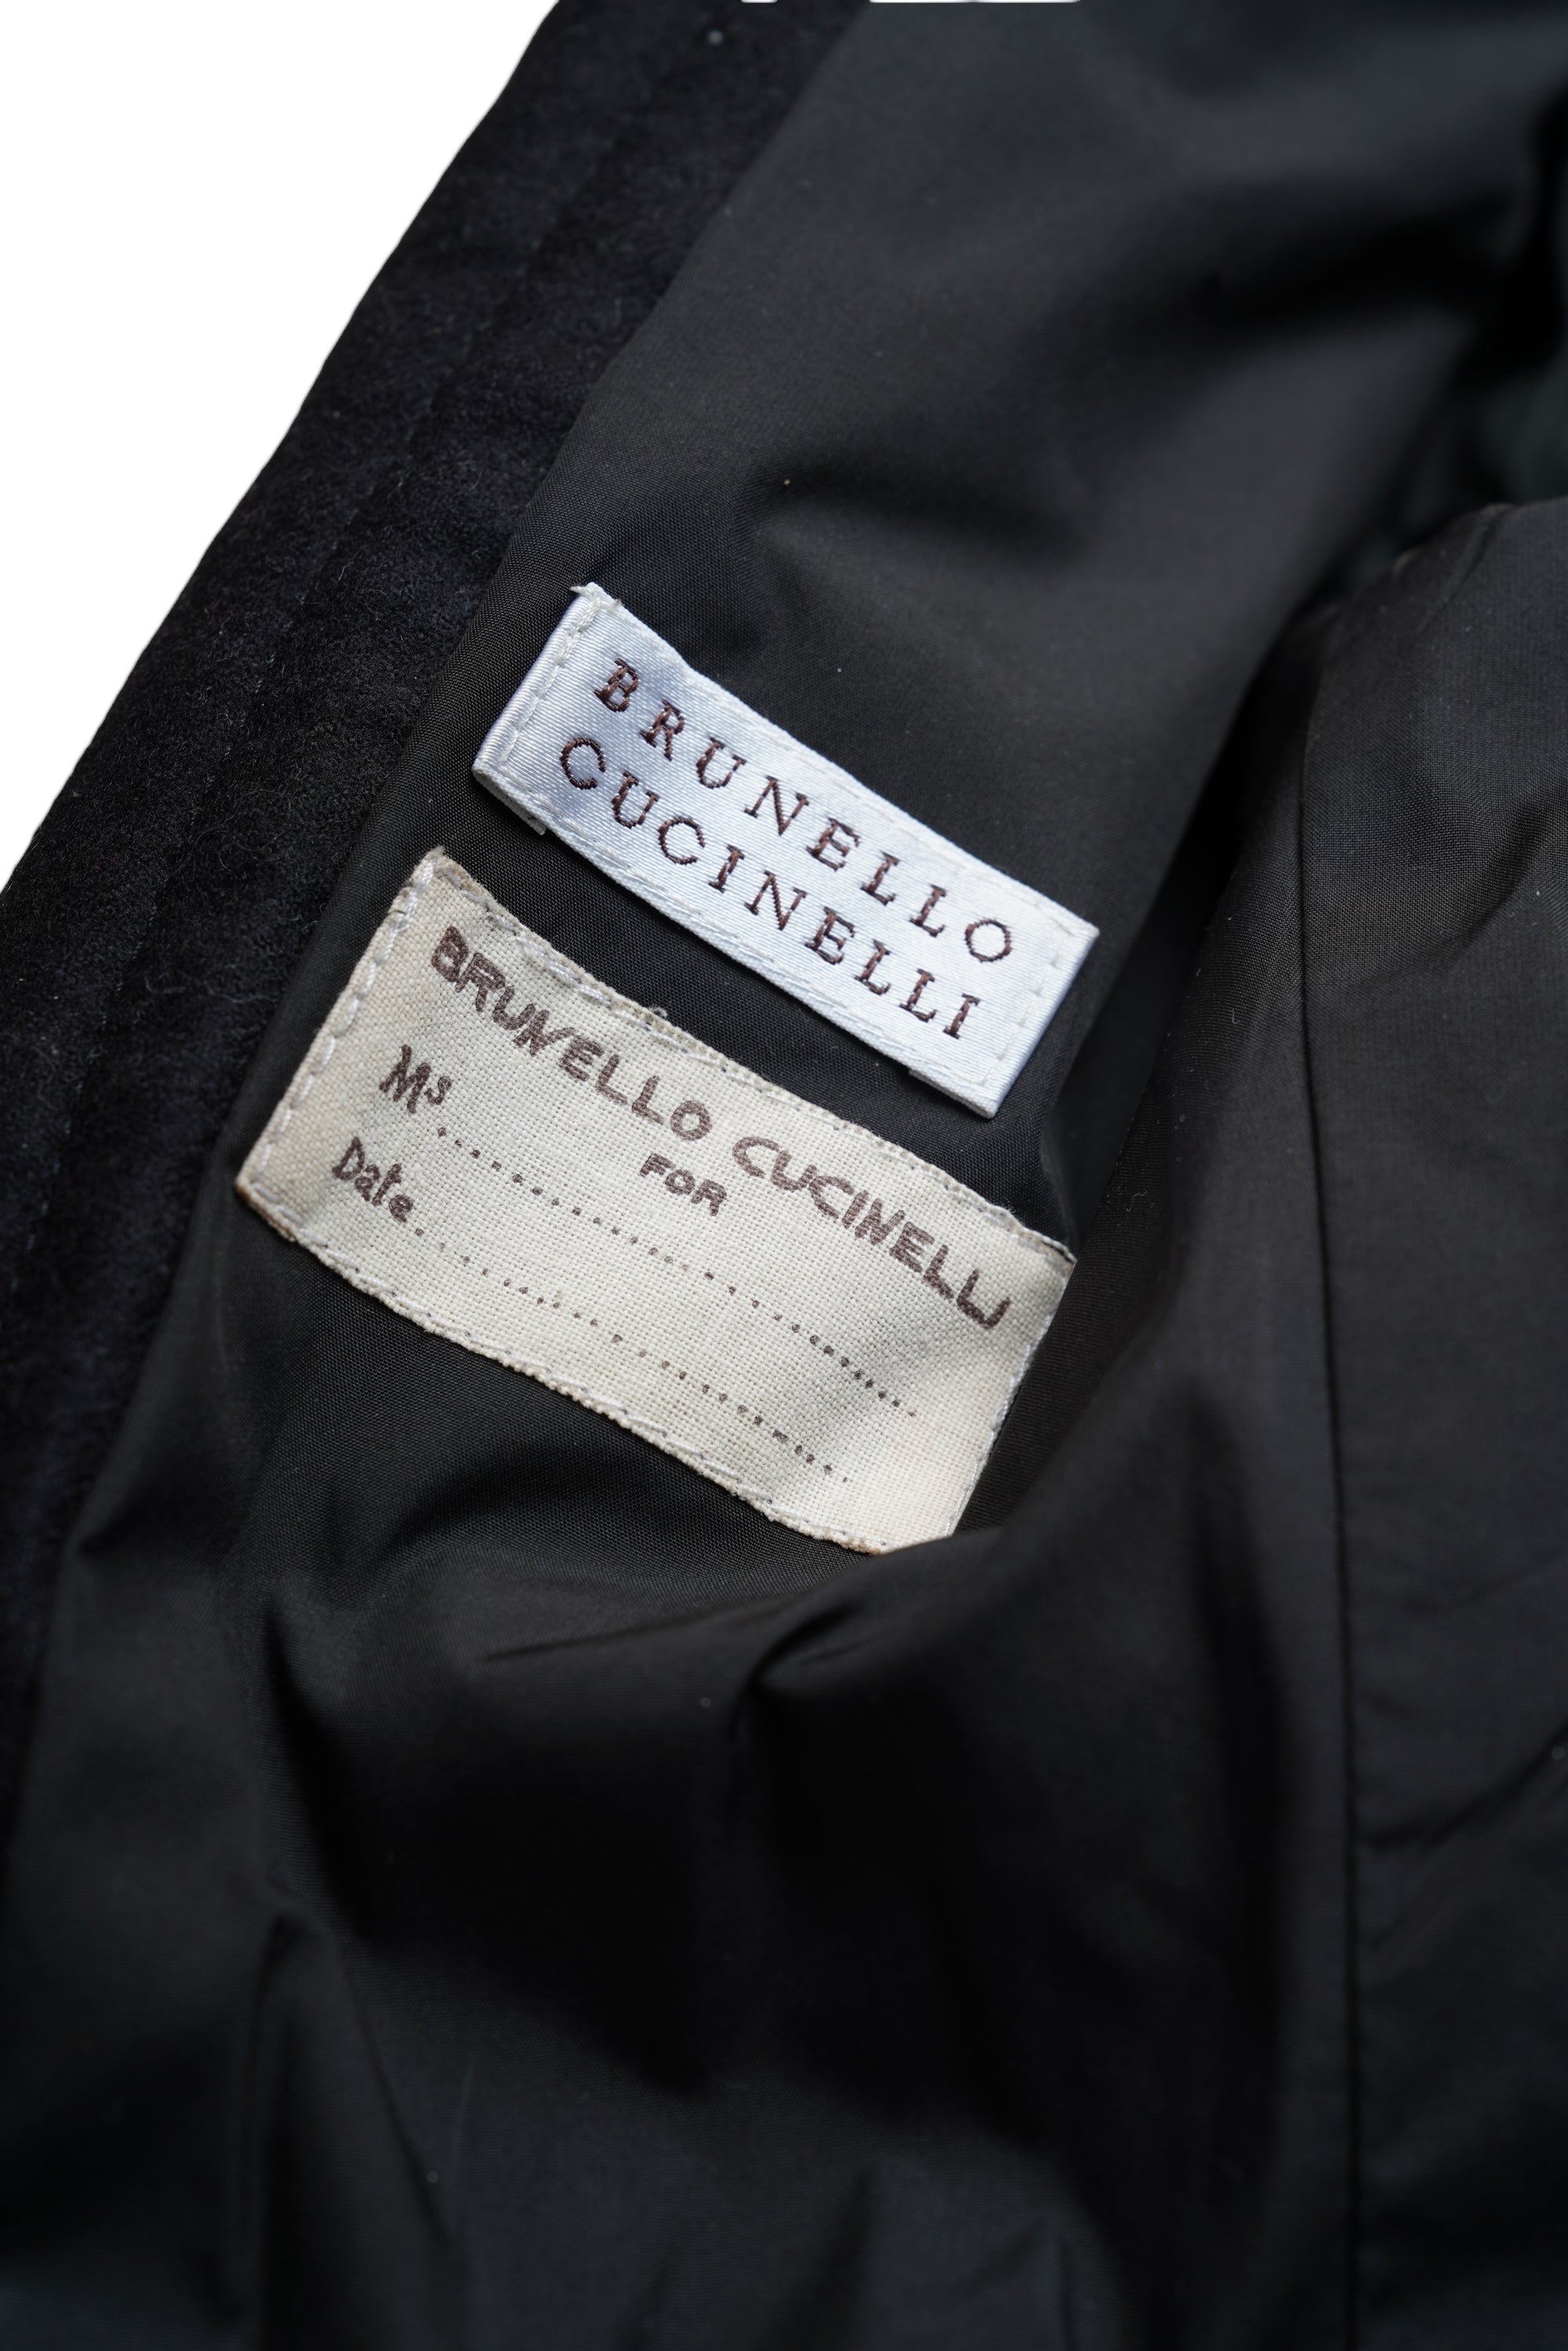 BRUNELLO
CUCINELLI
BRUNELLO CUCINELLI
FOR
Ms..............................
Date..............................